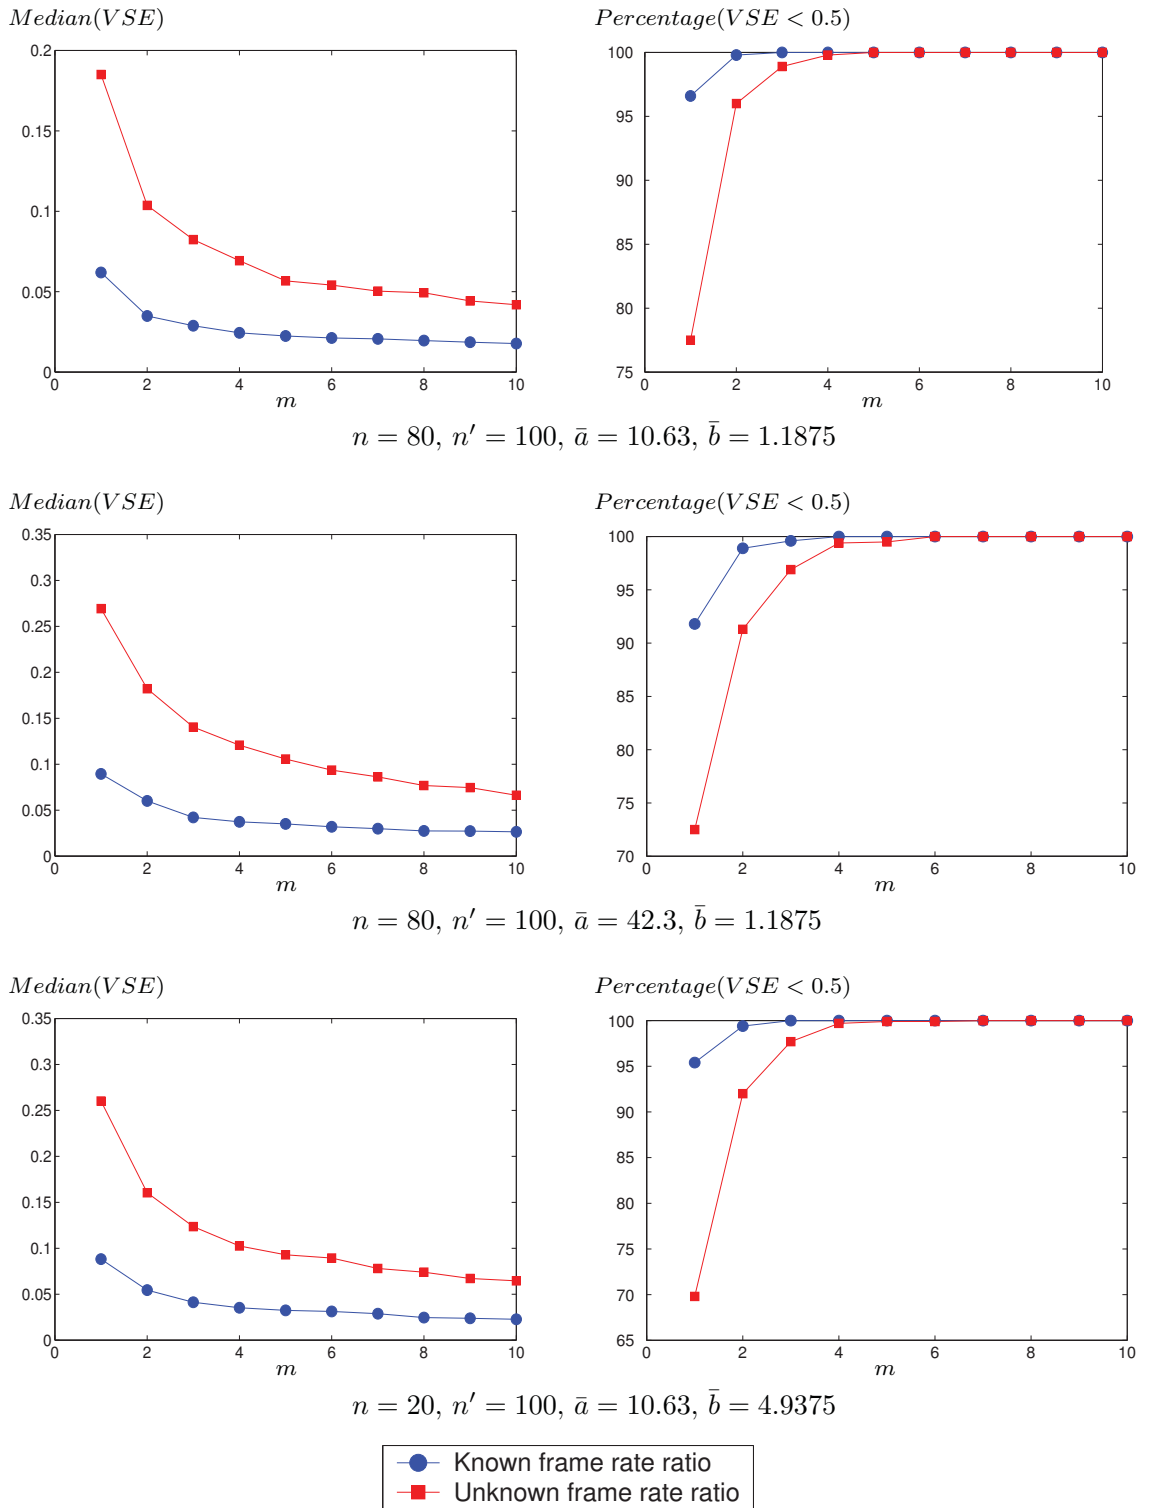 Median(VSE)
0.2
0.15
0.1
0.05
0
0 2 4 6 8 10
m
Percentage(VSE < 0.5)
100
95
90
85
80
75
0 2 4 6 8 10
m
n = 80, n′ = 100, ā = 10.63, b̄ = 1.1875
Median(VSE)
0.35
0.3
0.25
0.2
0.15
0.1
0.05
0
0 2 4 6 8 10
m
Percentage(VSE < 0.5)
100
95
90
85
80
75
70
0 2 4 6 8 10
m
n = 80, n′ = 100, ā = 42.3, b̄ = 1.1875
Median(VSE)
0.35
0.3
0.25
0.2
0.15
0.1
0.05
0
0 2 4 6 8 10
m
Percentage(VSE < 0.5)
100
95
90
85
80
75
70
65
0 2 4 6 8 10
m
n = 20, n′ = 100, ā = 10.63, b̄ = 4.9375
Known frame rate ratio
Unknown frame rate ratio